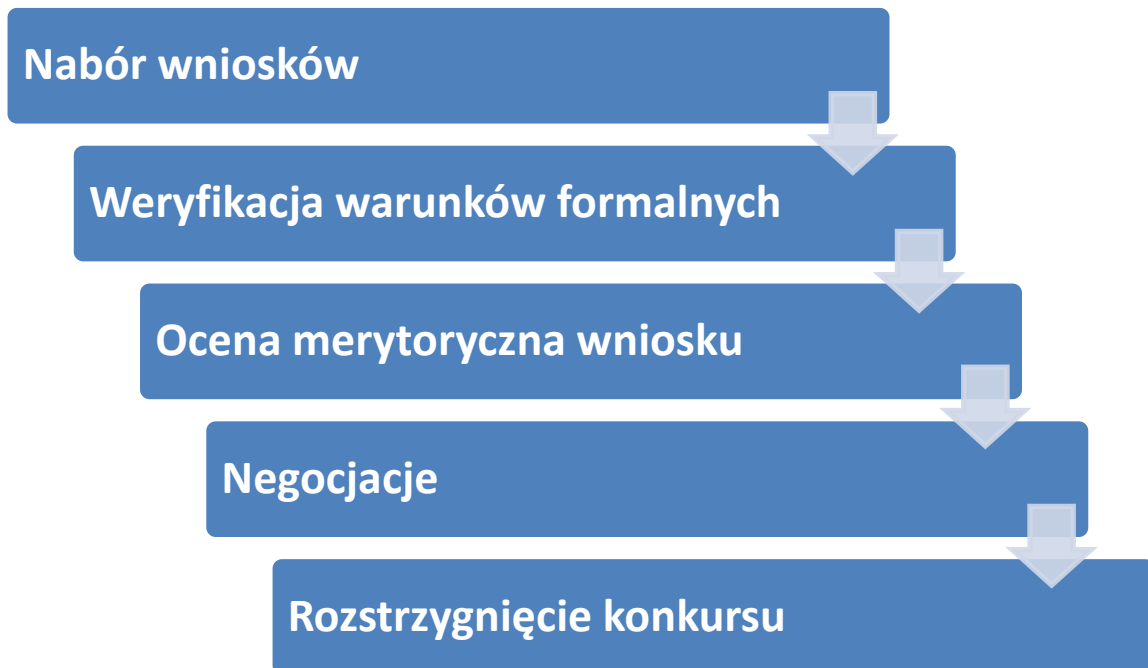 Nabór wniosków
Weryfikacja warunków formalnych
Ocena merytoryczna wniosku
Negocjacje
Rozstrzygnięcie konkursu